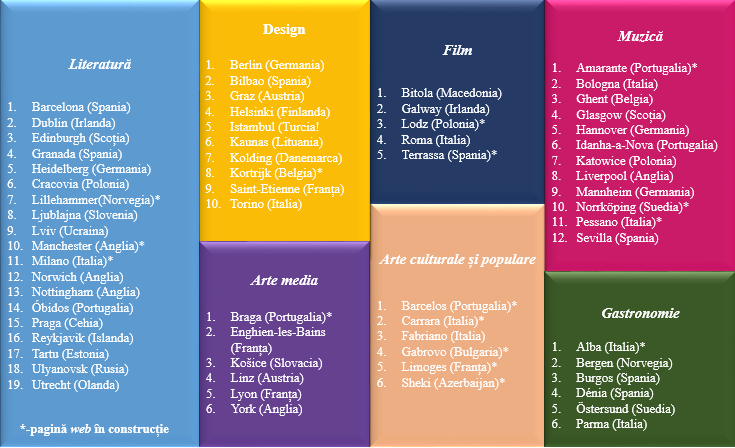 Literatură
1. Barcelona (Spania)
2. Dublin (Irlanda)
3. Edinburgh (Scoția)
4. Granada (Spania)
5. Heidelberg (Germania)
6. Cracovia (Polonia)
7. Lillehammer(Norvegia)*
8. Ljublajna (Slovenia)
9. Lviv (Ucraina)
10. Manchester (Anglia)*
11. Milano (Italia)*
12. Norwich (Anglia)
13. Nottingham (Anglia)
14. Óbidos (Portugalia)
15. Praga (Cehia)
16. Reykjavik (Islanda)
17. Tartu (Estonia)
18. Ulyanovsk (Rusia)
19. Utrecht (Olanda)
*-pagină web în construcție
Design
1. Berlin (Germania)
2. Bilbao (Spania)
3. Graz (Austria)
4. Helsinki (Finlanda)
5. Istambul (Turcia!
6. Kaunas (Lituania)
7. Kolding (Danemarca)
8. Kortrijk (Belgia)*
9. Saint-Etienne (Franța)
10. Torino (Italia)
Arte media
1. Braga (Portugalia)*
2. Enghien-les-Bains
(Franța)
3. Košice (Slovacia)
4. Linz (Austria)
5. Lyon (Franța)
6. York (Anglia)
Film
1. Bitola (Macedonia)
2. Galway (Irlanda)
3. Lodz (Polonia)*
4. Roma (Italia)
5. Terrassa (Spania)*
Arte culturale și populare
1. Barcelos (Portugalia)*
2. Carrara (Italia)*
3. Fabriano (Italia)
4. Gabrovo (Bulgaria)*
5. Limoges (Franța)*
6. Sheki (Azerbaijan)*
Muzică
1. Amarante (Portugalia)*
2. Bologna (Italia)
3. Ghent (Belgia)
4. Glasgow (Scoția)
5. Hannover (Germania)
6. Idanha-a-Nova (Portugalia)
7. Katowice (Polonia)
8. Liverpool (Anglia)
9. Mannheim (Germania)
10. Norrköping (Suedia)*
11. Pessano (Italia)*
12. Sevilla (Spania)
Gastronomie
1. Alba (Italia)*
2. Bergen (Norvegia)
3. Burgos (Spania)
4. Dénia (Spania)
5. Östersund (Suedia)
6. Parma (Italia)